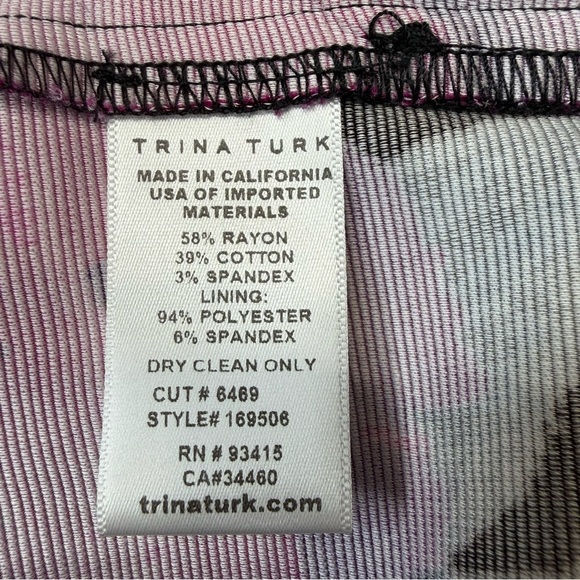 TRINA TURK
MADE IN CALIFORNIA
USA OF IMPORTED
MATERIALS
58% RAYON
39% COTTON
3% SPANDEX
LINING:
94% POLYESTER
6% SPANDEX
DRY CLEAN ONLY
CUT # 6469
STYLE# 169506
RN # 93415
CA#34460
trinaturk.com